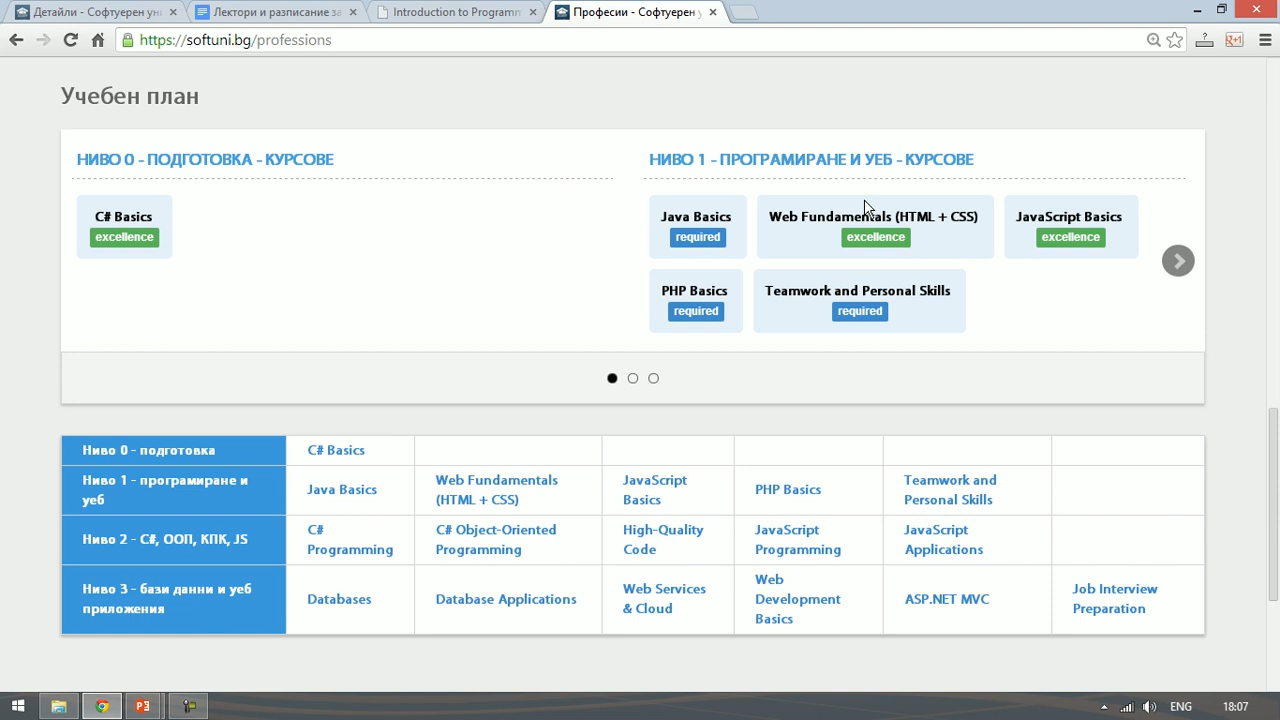 Детайли - Софтуерен уни
Лектори и разписание за
Introduction to Programm
Професии - Софтуерен у
https://softuni.bg/professions
Учебен план
НИВО 0 - ПОДГОТОВКА - КУРСОВЕ
C# Basics
excellence
НИВО 1 - ПРОГРАМИРАНЕ И УЕБ - КУРСОВЕ
Java Basics
required
Web Fundamentals (HTML + CSS)
excellence
JavaScript Basics
excellence
PHP Basics
required
Teamwork and Personal Skills
required
Ниво 0 - подготовка
C# Basics
Ниво 1 - програмиране и
уеб
Java Basics
Web Fundamentals
(HTML + CSS)
JavaScript
Basics
PHP Basics
Teamwork and
Personal Skills
Ниво 2 - C#, ООП, КПК, JS
C#
Programming
C# Object-Oriented
Programming
High-Quality
Code
JavaScript
Programming
JavaScript
Applications
Ниво 3 - бази данни и уеб
приложения
Databases
Database Applications
Web Services
& Cloud
Web
Development
Basics
ASP.NET MVC
Job Interview
Preparation
ENG
18:07